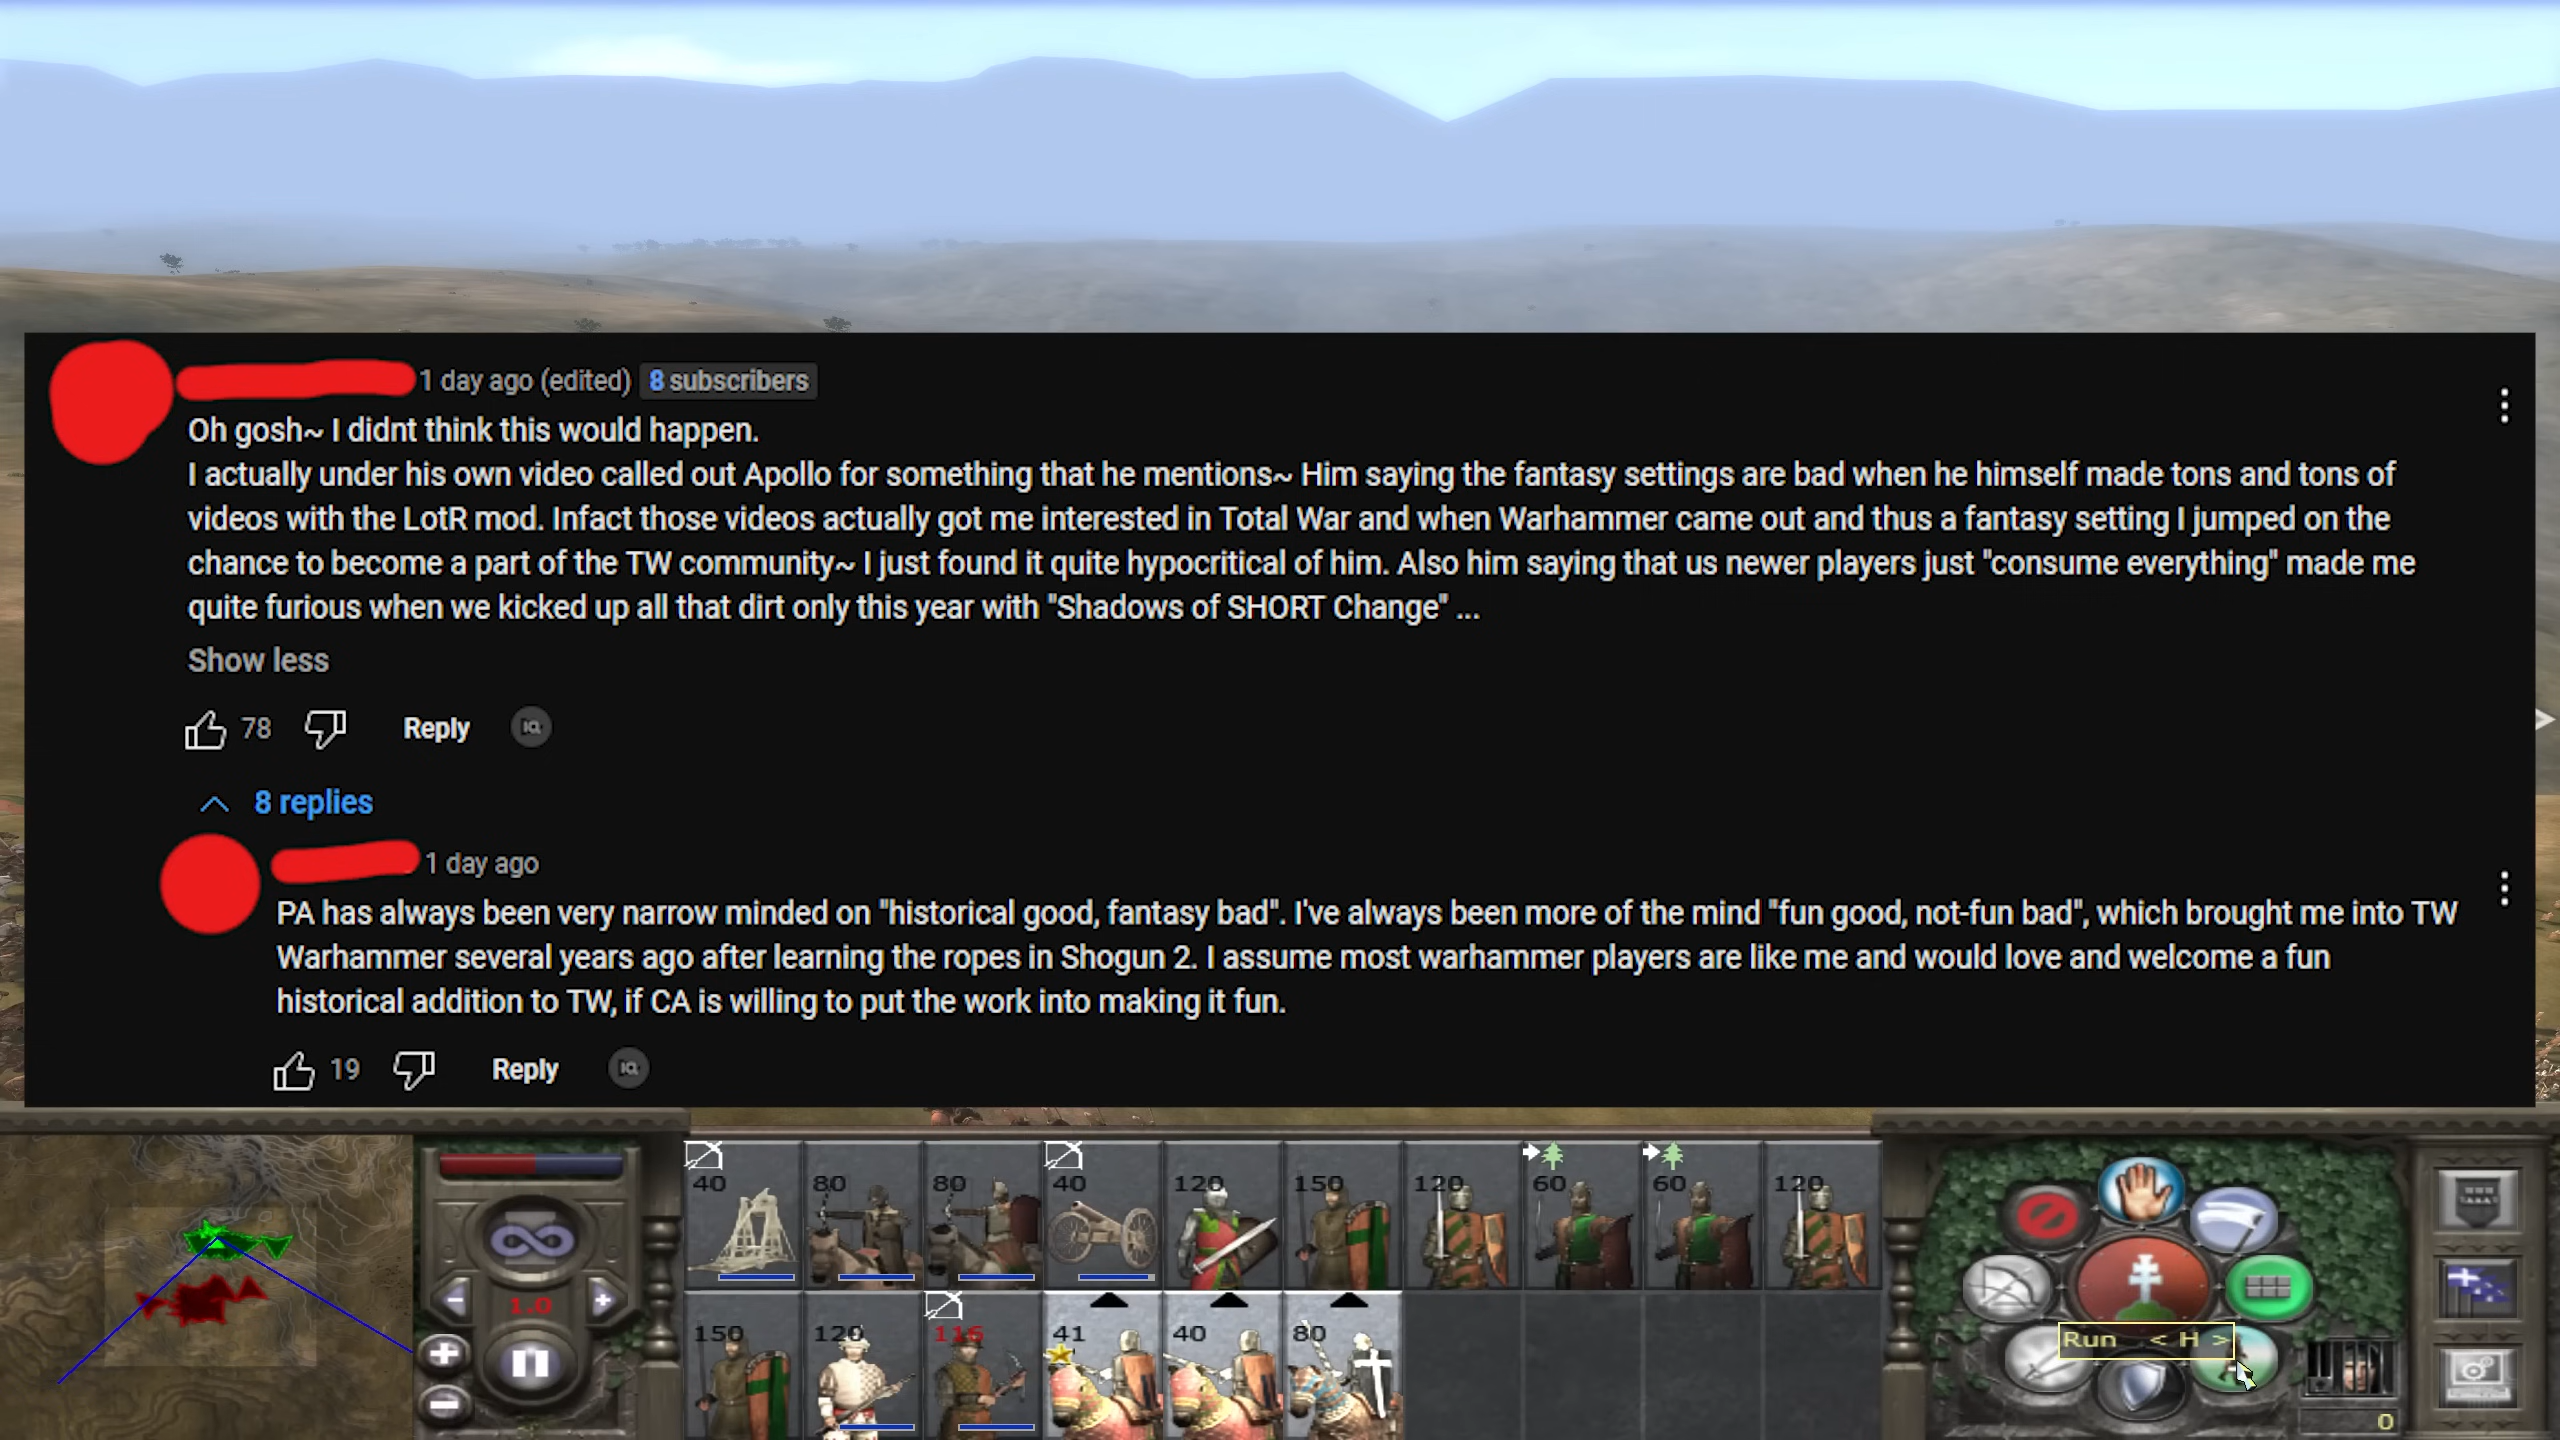 1 day ago (edited) 8 subscribers
Oh gosh~ I didnt think this would happen.
I actually under his own video called out Apollo for something that he mentions~ Him saying the fantasy settings are bad when he himself made tons and tons of
videos with the LotR mod. Infact those videos actually got me interested in Total War and when Warhammer came out and thus a fantasy setting I jumped on the
chance to become a part of the TW community~ I just found it quite hypocritical of him. Also him saying that us newer players just "consume everything" made me
quite furious when we kicked up all that dirt only this year with "Shadows of SHORT Change" ...
Show less
78 Reply IQ
8 replies
1 day ago
PA has always been very narrow minded on "historical good, fantasy bad". I've always been more of the mind "fun good, not-fun bad", which brought me into TW
Warhammer several years ago after learning the ropes in Shogun 2. I assume most warhammer players are like me and would love and welcome a fun
historical addition to TW, if CA is willing to put the work into making it fun.
19 Reply IQ
40 80 80 40 120 150 120 60 60 120
1.0
150 120 116 41 40 80
Run < H >
0